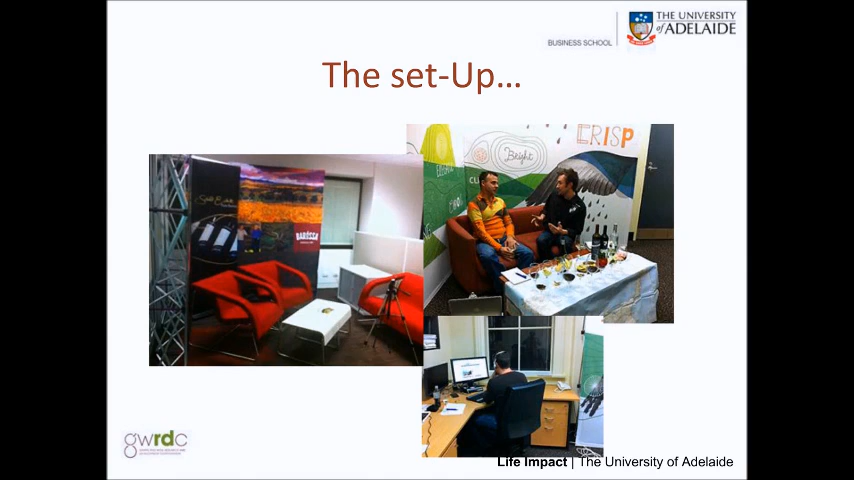 THE UNIVERSITY
of ADELAIDE
BUSINESS SCHOOL
The set-Up...
CRISP
Bright
BAROSSA
gwrdc
Life Impact | The University of Adelaide